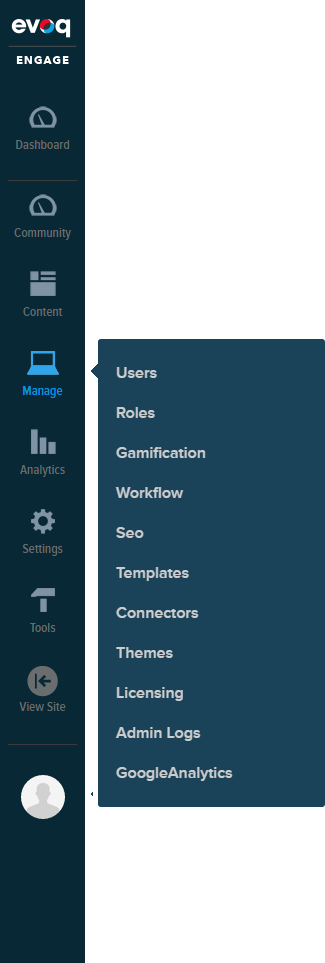 evoq
ENGAGE
Dashboard
Community
Content
Manage
Analytics
Settings
Tools
View Site
Users
Roles
Gamification
Workflow
Seo
Templates
Connectors
Themes
Licensing
Admin Logs
GoogleAnalytics